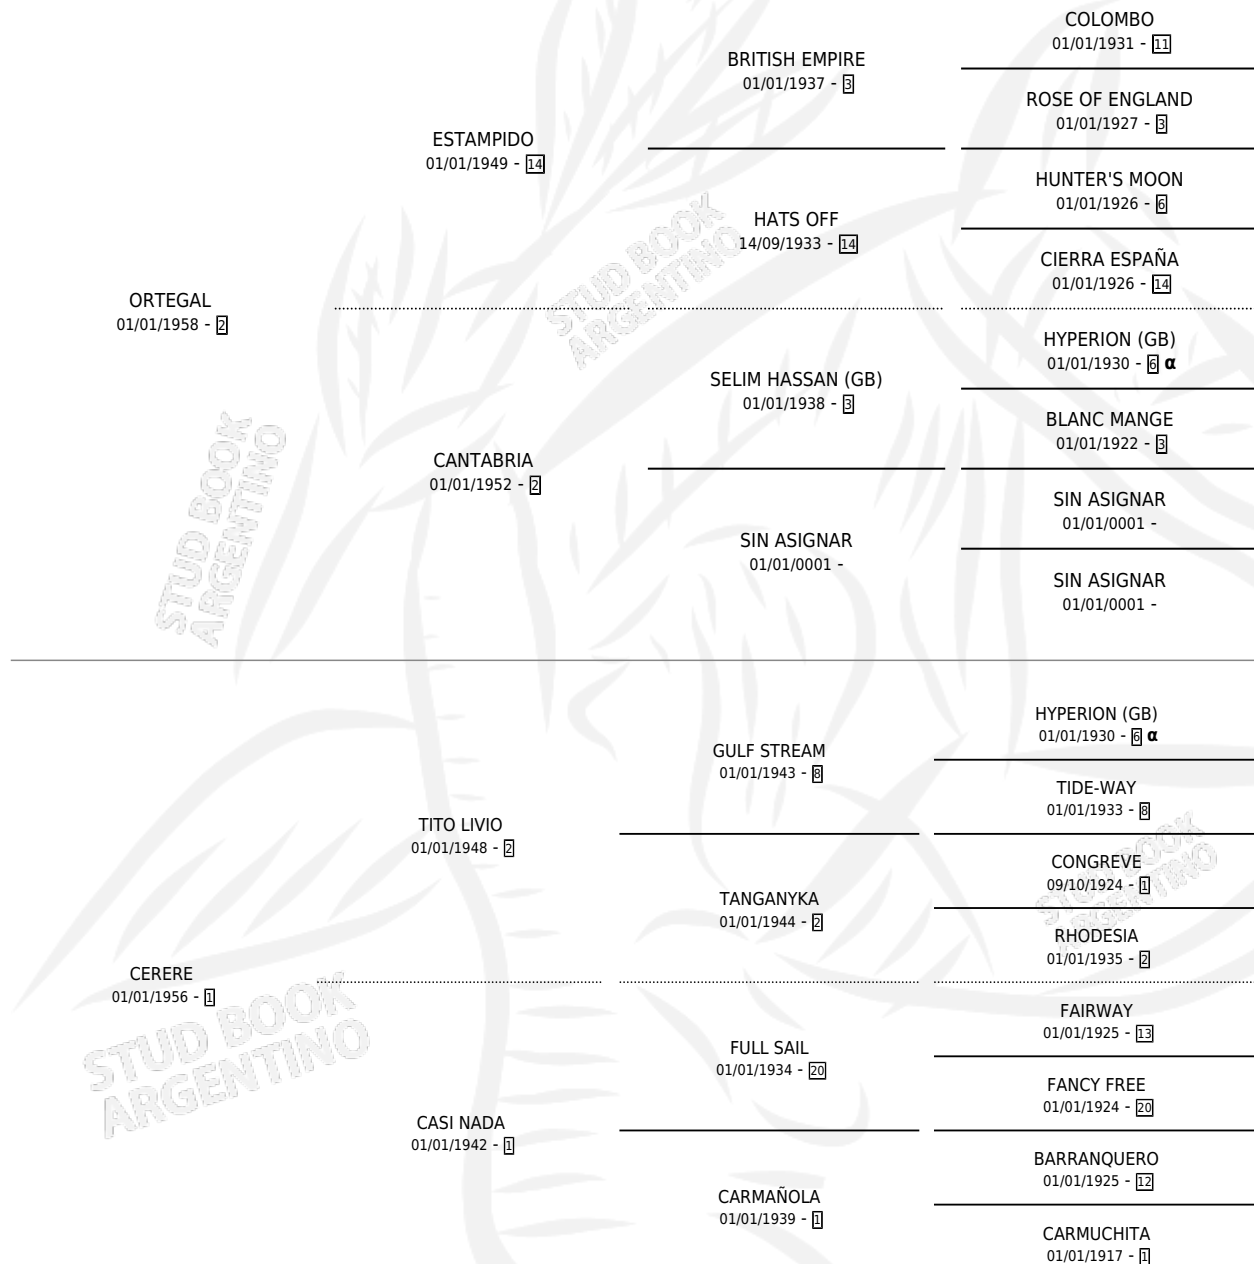 COLOMBO
01/01/1931 - 11
BRITISH EMPIRE
01/01/1937 - 3
ROSE OF ENGLAND
01/01/1927 - 3
ESTAMPIDO
01/01/1949 - 14
HUNTER'S MOON
01/01/1926 - 6
HATS OFF
14/09/1933 - 14
CIERRA ESPAÑA
01/01/1926 - 14
ORTEGAL
01/01/1958 - 2
HYPERION (GB)
01/01/1930 - 6 α
SELIM HASSAN (GB)
01/01/1938 - 3
BLANC MANGE
01/01/1922 - 3
CANTABRIA
01/01/1952 - 2
SIN ASIGNAR
01/01/0001 -
SIN ASIGNAR
01/01/0001 -
SIN ASIGNAR
01/01/0001 -
STUD BOOK
ARGENTINO
STUD BOOK
ARGENTINO
HYPERION (GB)
01/01/1930 - 6 α
GULF STREAM
01/01/1943 - 8
TIDE-WAY
01/01/1933 - 8
TITO LIVIO
01/01/1948 - 2
CONGREVE
09/10/1924 - 1
TANGANYKA
01/01/1944 - 2
RHODESIA
01/01/1935 - 2
CERERE
01/01/1956 - 1
FAIRWAY
01/01/1925 - 13
FULL SAIL
01/01/1934 - 20
FANCY FREE
01/01/1924 - 20
CASI NADA
01/01/1942 - 1
BARRANQUERO
01/01/1925 - 12
CARMAÑOLA
01/01/1939 - 1
CARMUCHITA
01/01/1917 - 1
STUD BOOK
ARGENTINO
STUD BOOK
ARGENTINO